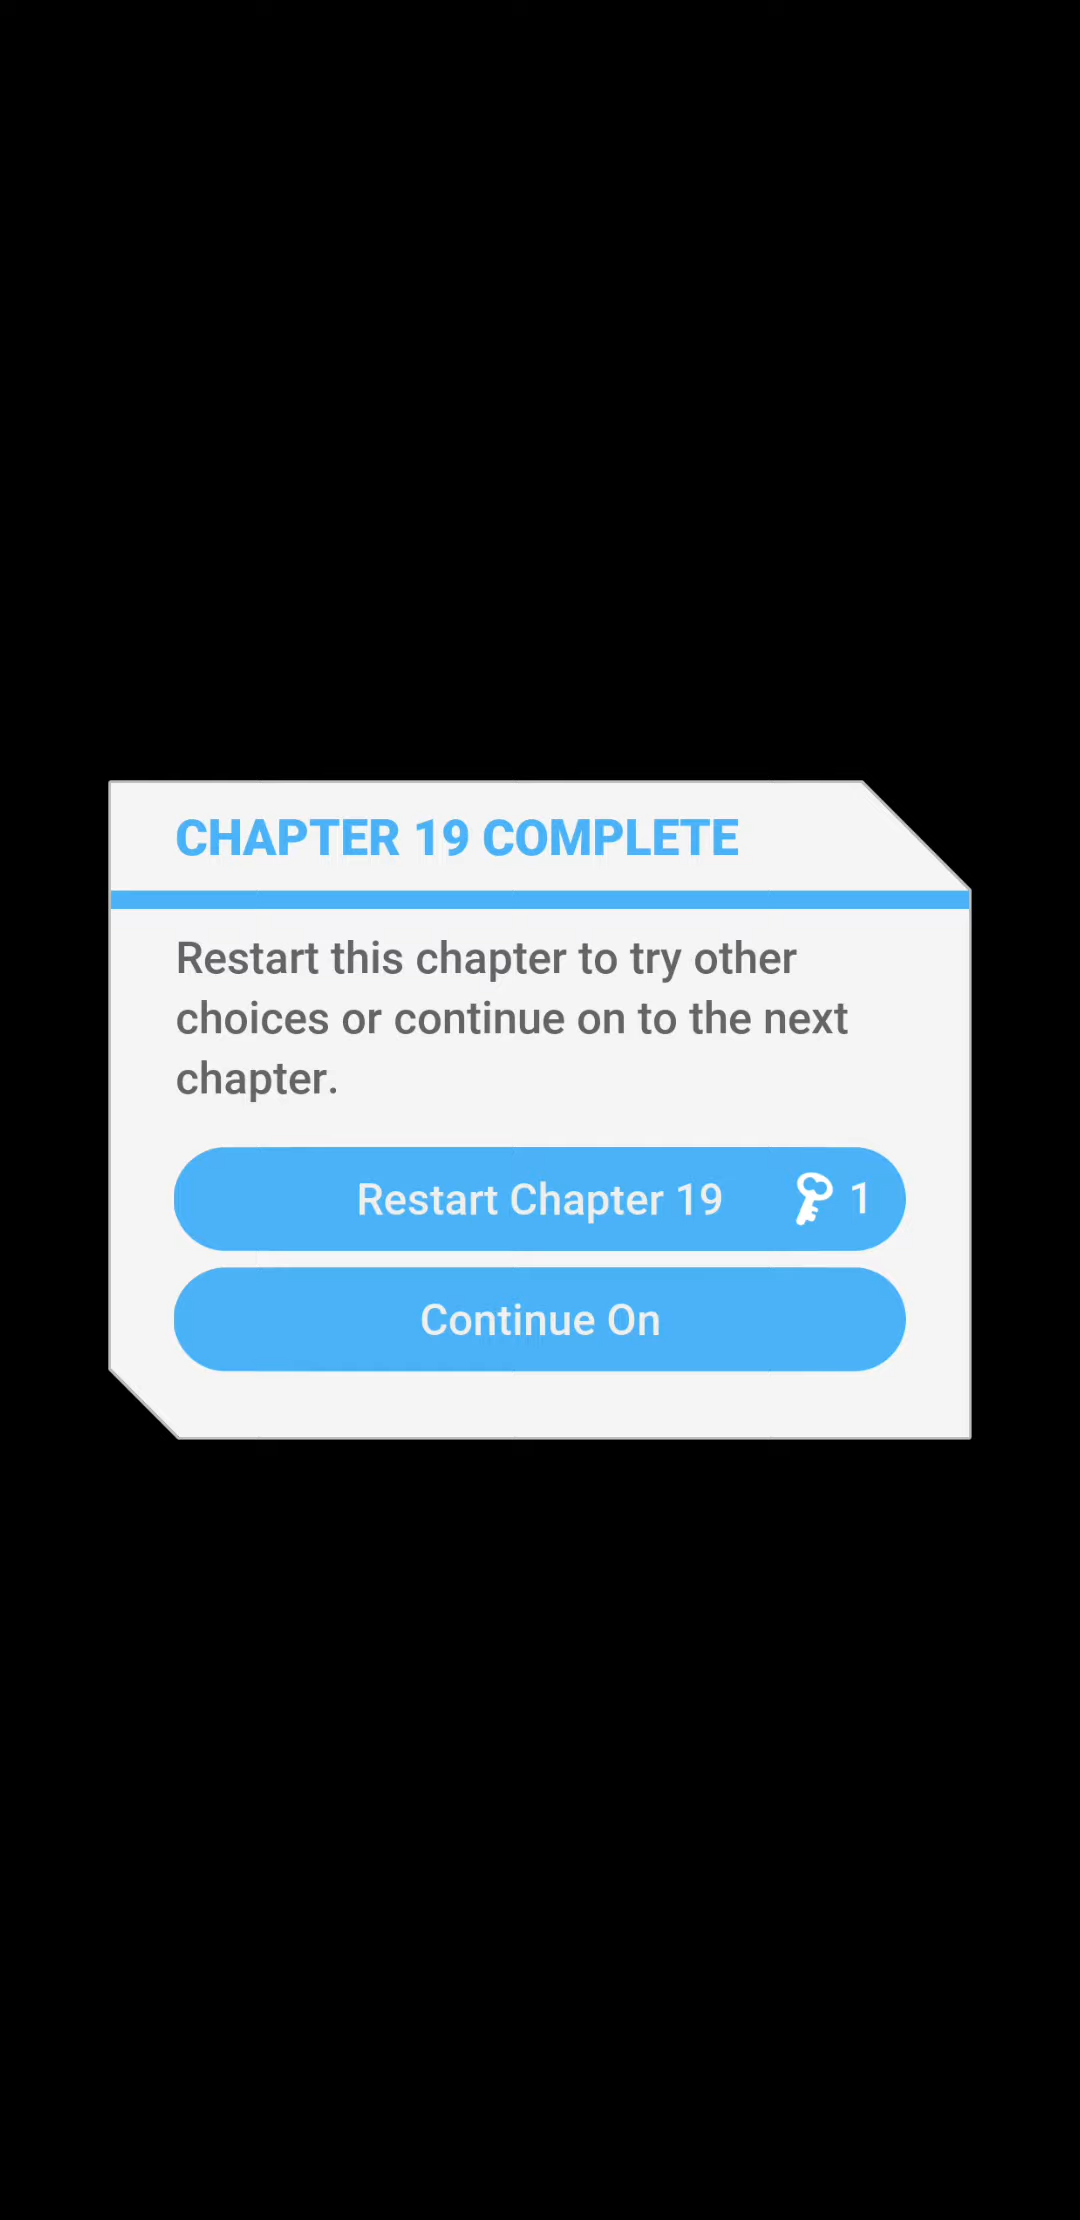 CHAPTER 19 COMPLETE
Restart this chapter to try other
choices or continue on to the next
chapter.
Restart Chapter 19 1
Continue On